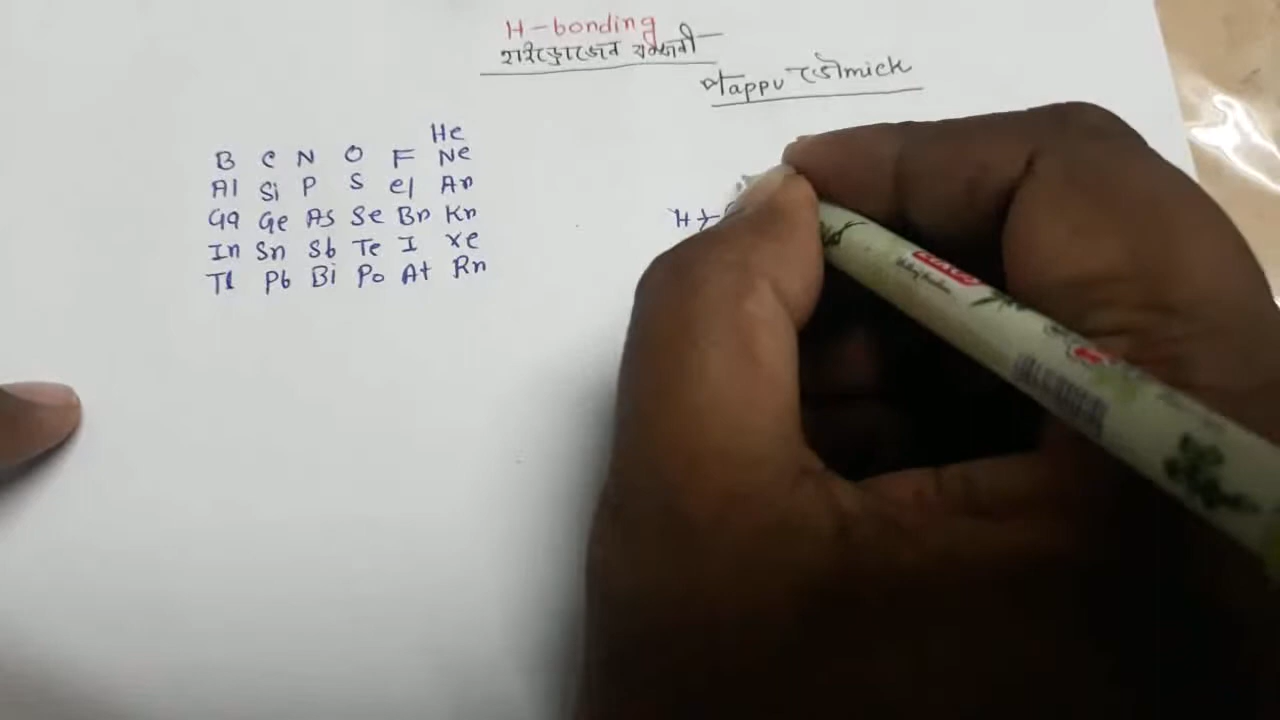 H-bonding
হাইড্রোজেন বন্ধনী
He
B C N O F Ne
Al Si P S Cl Ar
Ga Ge As Se Br Kr
In Sn Sb Te I Xe
Tl Pb Bi Po At Rn
H